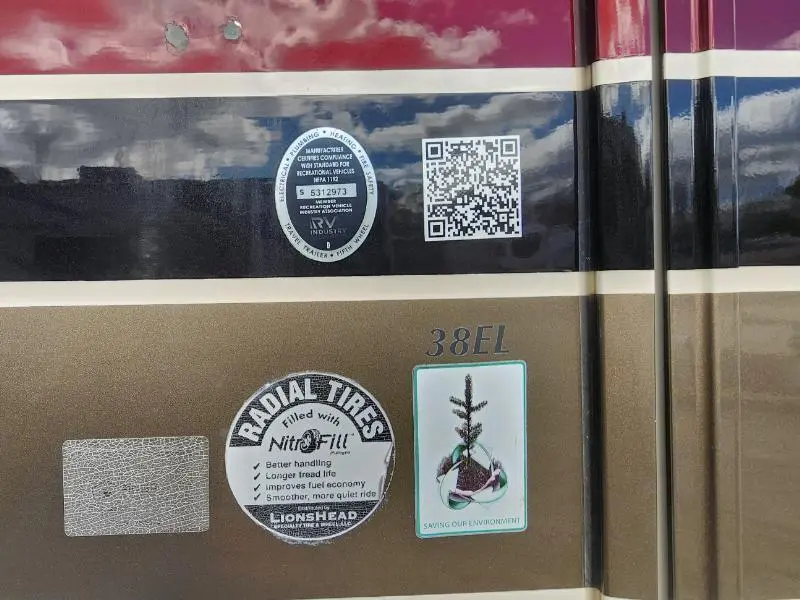 ELECTRICAL • PLUMBING • HEATING • FIRE SAFETY
MANUFACTURER
CERTIFIES COMPLIANCE
WITH STANDARD FOR
RECREATIONAL VEHICLES
NFPA 1192
S 5312973
MEMBER
RECREATION VEHICLE
INDUSTRY ASSOCIATION
RV
INDUSTRY
D
TRAVEL TRAILER • FIFTH WHEEL
38EL
RADIAL TIRES
Filled with
NitroFill
✓ Better handling
✓ Longer tread life
✓ Improves fuel economy
✓ Smoother, more quiet ride
Distributed by
LIONSHEAD
SPECIALTY TIRE & WHEEL, LLC
SAVING OUR ENVIRONMENT